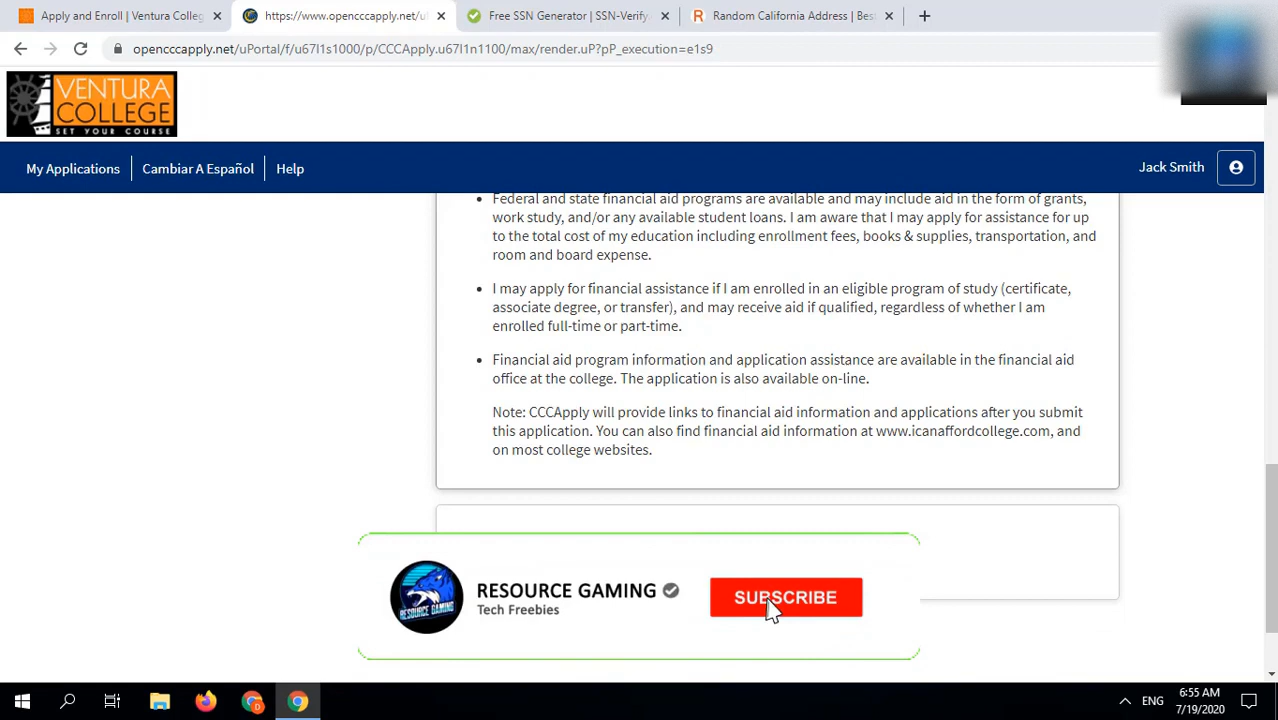 Apply and Enroll | Ventura Colleg
https://www.opencccapply.net/uI
Free SSN Generator | SSN-Verify.
Random California Address | Bes
opencccapply.net/uPortal/f/u67l1s1000/p/CCCApply.u67l1n1100/max/render.uP?pP_execution=e1s9
VENTURA
COLLEGE
SET YOUR COURSE
My Applications
Cambiar A Español
Help
Jack Smith
• Federal and state financial aid programs are available and may include aid in the form of grants,
work study, and/or any available student loans. I am aware that I may apply for assistance for up
to the total cost of my education including enrollment fees, books & supplies, transportation, and
room and board expense.
• I may apply for financial assistance if I am enrolled in an eligible program of study (certificate,
associate degree, or transfer), and may receive aid if qualified, regardless of whether I am
enrolled full-time or part-time.
• Financial aid program information and application assistance are available in the financial aid
office at the college. The application is also available on-line.
Note: CCCApply will provide links to financial aid information and applications after you submit
this application. You can also find financial aid information at www.icanaffordcollege.com, and
on most college websites.
RESOURCE GAMING
Tech Freebies
RESOURCE GAMING
SUBSCRIBE
ENG
6:55 AM
7/19/2020